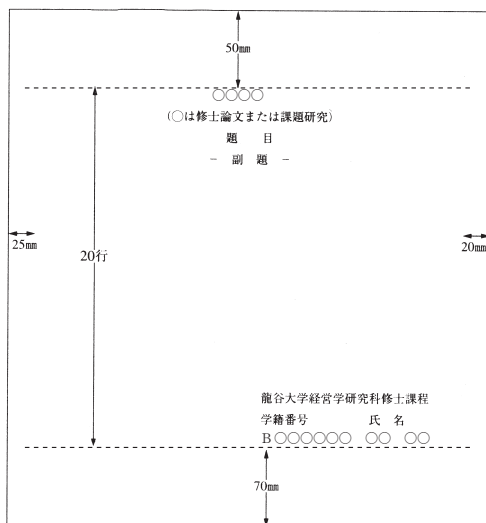 50mm
○○○○
(○は修士論文または課題研究)
題 目
－ 副 題 －
25mm
20行
20mm
龍谷大学経営学研究科修士課程
学籍番号 氏 名
B○○○○○○ ○○ ○○
70mm